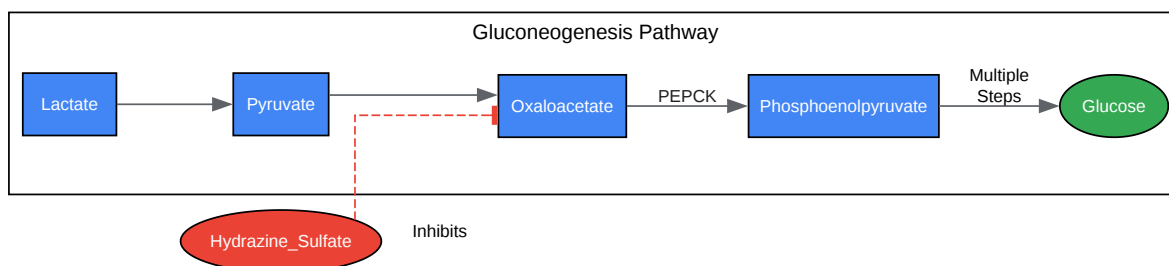 Gluconeogenesis Pathway
Lactate
Pyruvate
Oxaloacetate
PEPCK
Phosphoenolpyruvate
Multiple
Steps
Glucose
Hydrazine_Sulfate
Inhibits